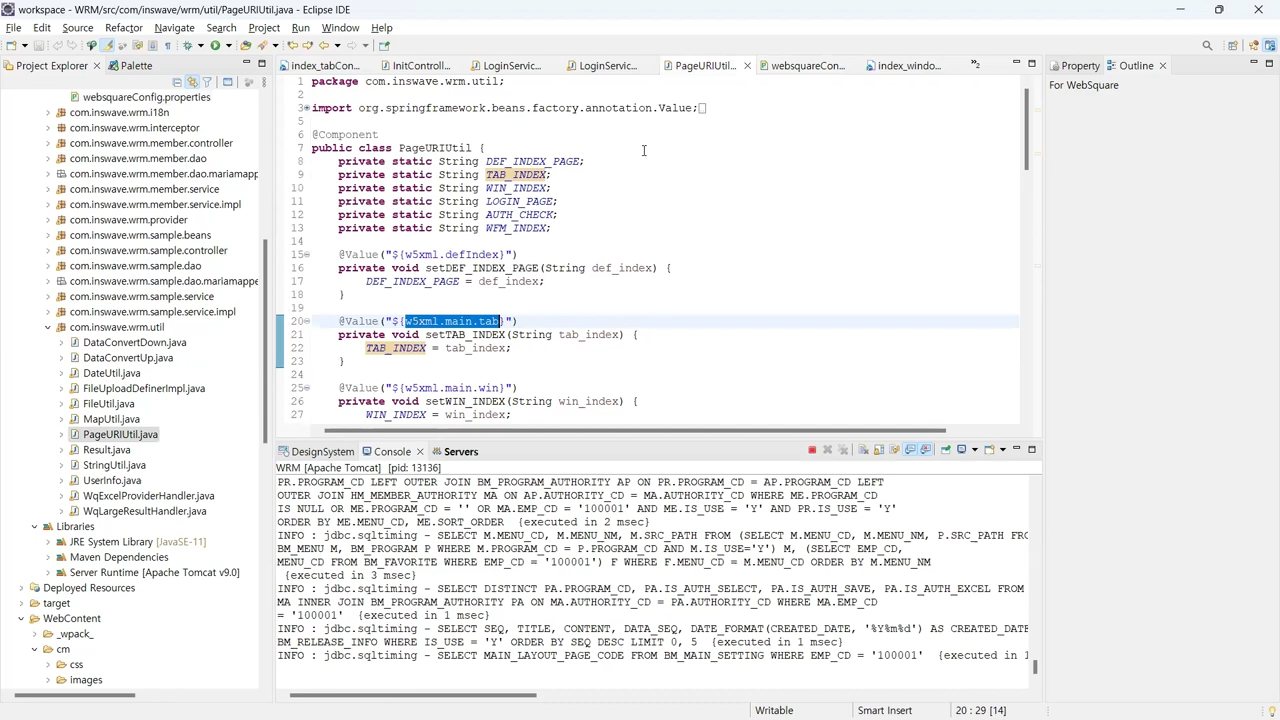 workspace - WRM/src/com/inswave/wrm/util/PageURIUtil.java - Eclipse IDE
File Edit Source Refactor Navigate Search Project Run Window Help
Project Explorer Palette
index_tabCon... InitControll... LoginServic... LoginServic... PageURIUtil... websquareCon... index_windo...
Property Outline
For WebSquare
websquareConfig.properties
com.inswave.wrm.i18n
com.inswave.wrm.interceptor
com.inswave.wrm.member.controller
com.inswave.wrm.member.dao
com.inswave.wrm.member.dao.mariamapp
com.inswave.wrm.member.service
com.inswave.wrm.member.service.impl
com.inswave.wrm.provider
com.inswave.wrm.sample.beans
com.inswave.wrm.sample.controller
com.inswave.wrm.sample.dao
com.inswave.wrm.sample.dao.mariamappe
com.inswave.wrm.sample.service
com.inswave.wrm.sample.service.impl
com.inswave.wrm.util
DataConvertDown.java
DataConvertUp.java
DateUtil.java
FileUploadDefinerImpl.java
FileUtil.java
MapUtil.java
PageURIUtil.java
Result.java
StringUtil.java
UserInfo.java
WqExcelProviderHandler.java
WqLargeResultHandler.java
Libraries
JRE System Library [JavaSE-11]
Maven Dependencies
Server Runtime [Apache Tomcat v9.0]
Deployed Resources
target
WebContent
_wpack_
cm
css
images
1 package com.inswave.wrm.util;
2
3 import org.springframework.beans.factory.annotation.Value;
5
6 @Component
7 public class PageURIUtil {
8 private static String DEF_INDEX_PAGE;
9 private static String TAB_INDEX;
10 private static String WIN_INDEX;
11 private static String LOGIN_PAGE;
12 private static String AUTH_CHECK;
13 private static String WFM_INDEX;
14
15 @Value("${w5xml.defIndex}")
16 private void setDEF_INDEX_PAGE(String def_index) {
17 DEF_INDEX_PAGE = def_index;
18 }
19
20 @Value("${w5xml.main.tab}")
21 private void setTAB_INDEX(String tab_index) {
22 TAB_INDEX = tab_index;
23 }
24
25 @Value("${w5xml.main.win}")
26 private void setWIN_INDEX(String win_index) {
27 WIN_INDEX = win_index;
DesignSystem Console Servers
WRM [Apache Tomcat] [pid: 13136]
PR.PROGRAM_CD LEFT OUTER JOIN BM_PROGRAM_AUTHORITY AP ON PR.PROGRAM_CD = AP.PROGRAM_CD LEFT
OUTER JOIN HM_MEMBER_AUTHORITY MA ON AP.AUTHORITY_CD = MA.AUTHORITY_CD WHERE ME.PROGRAM_CD
IS NULL OR ME.PROGRAM_CD = '' OR MA.EMP_CD = '100001' AND ME.IS_USE = 'Y' AND PR.IS_USE = 'Y'
ORDER BY ME.MENU_CD, ME.SORT_ORDER {executed in 2 msec}
INFO : jdbc.sqltiming - SELECT M.MENU_CD, M.MENU_NM, M.SRC_PATH FROM (SELECT M.MENU_CD, M.MENU_NM, P.SRC_PATH FRO
BM_MENU M, BM_PROGRAM P WHERE M.PROGRAM_CD = P.PROGRAM_CD AND M.IS_USE='Y') M, (SELECT EMP_CD,
MENU_CD FROM BM_FAVORITE WHERE EMP_CD = '100001') F WHERE F.MENU_CD = M.MENU_CD ORDER BY M.MENU_NM
{executed in 3 msec}
INFO : jdbc.sqltiming - SELECT DISTINCT PA.PROGRAM_CD, PA.IS_AUTH_SELECT, PA.IS_AUTH_SAVE, PA.IS_AUTH_EXCEL FROM
MA INNER JOIN BM_PROGRAM_AUTHORITY PA ON MA.AUTHORITY_CD = PA.AUTHORITY_CD WHERE MA.EMP_CD
= '100001' {executed in 1 msec}
INFO : jdbc.sqltiming - SELECT SEQ, TITLE, CONTENT, DATA_SEQ, DATE_FORMAT(CREATED_DATE, '%Y%m%d') AS CREATED_DATE
BM_RELEASE_INFO WHERE IS_USE = 'Y' ORDER BY SEQ DESC LIMIT 0, 5 {executed in 1 msec}
INFO : jdbc.sqltiming - SELECT MAIN_LAYOUT_PAGE_CODE FROM BM_MAIN_SETTING WHERE EMP_CD = '100001' {executed in 1
Writable Smart Insert 20 : 29 [14]